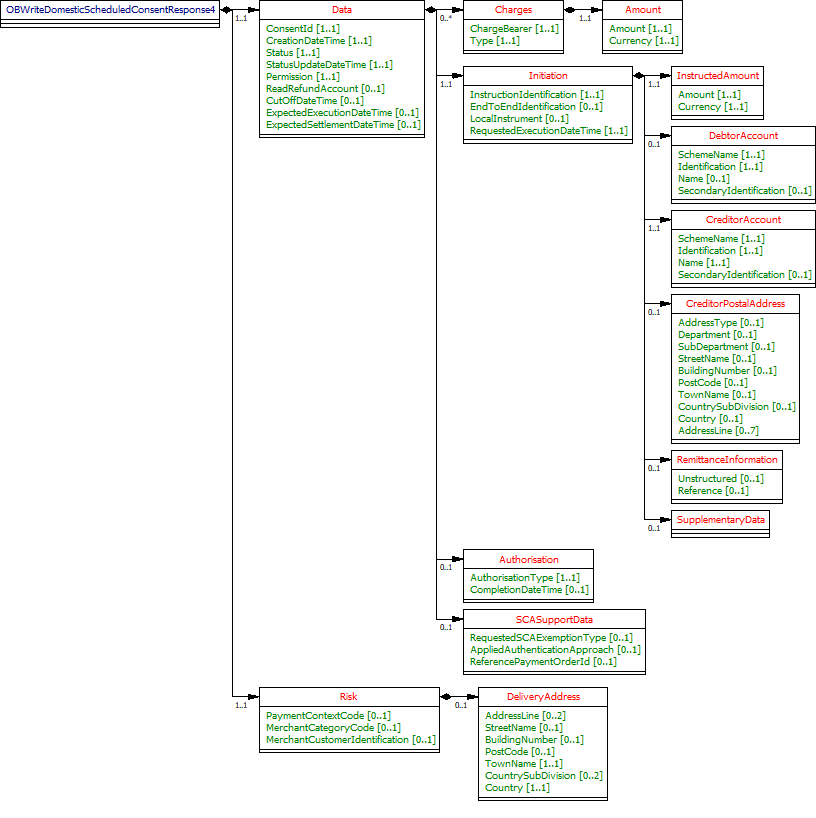 OBWriteDomesticScheduledConsentResponse4
1..1
Data
ConsentId [1..1]
CreationDateTime [1..1]
Status [1..1]
StatusUpdateDateTime [1..1]
Permission [1..1]
ReadRefundAccount [0..1]
CutOffDateTime [0..1]
ExpectedExecutionDateTime [0..1]
ExpectedSettlementDateTime [0..1]
0..*
Charges
ChargeBearer [1..1]
Type [1..1]
1..1
Amount
Amount [1..1]
Currency [1..1]
1..1
Initiation
InstructionIdentification [1..1]
EndToEndIdentification [0..1]
LocalInstrument [0..1]
RequestedExecutionDateTime [1..1]
1..1
InstructedAmount
Amount [1..1]
Currency [1..1]
0..1
DebtorAccount
SchemeName [1..1]
Identification [1..1]
Name [0..1]
SecondaryIdentification [0..1]
1..1
CreditorAccount
SchemeName [1..1]
Identification [1..1]
Name [1..1]
SecondaryIdentification [0..1]
0..1
CreditorPostalAddress
AddressType [0..1]
Department [0..1]
SubDepartment [0..1]
StreetName [0..1]
BuildingNumber [0..1]
PostCode [0..1]
TownName [0..1]
CountrySubDivision [0..1]
Country [0..1]
AddressLine [0..7]
0..1
RemittanceInformation
Unstructured [0..1]
Reference [0..1]
0..1
SupplementaryData
0..1
Authorisation
AuthorisationType [1..1]
CompletionDateTime [0..1]
0..1
SCASupportData
RequestedSCAExemptionType [0..1]
AppliedAuthenticationApproach [0..1]
ReferencePaymentOrderId [0..1]
1..1
Risk
PaymentContextCode [0..1]
MerchantCategoryCode [0..1]
MerchantCustomerIdentification [0..1]
0..1
DeliveryAddress
AddressLine [0..2]
StreetName [0..1]
BuildingNumber [0..1]
PostCode [0..1]
TownName [1..1]
CountrySubDivision [0..2]
Country [1..1]